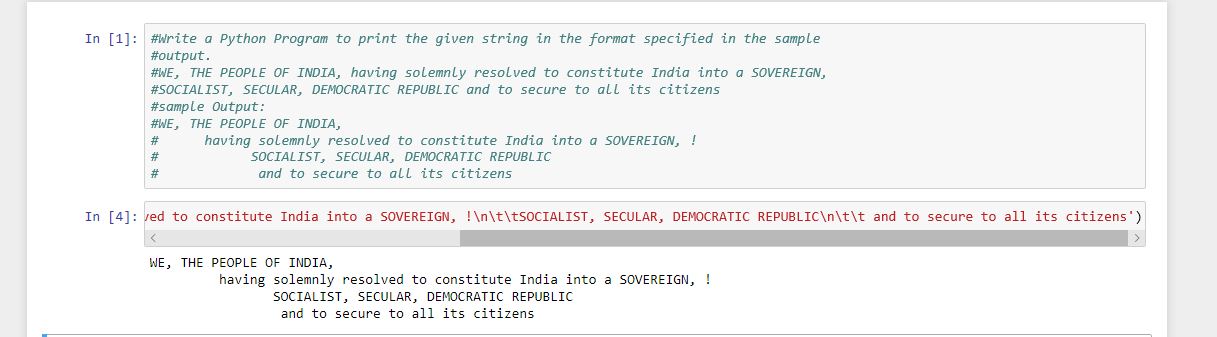 In [1]: #Write a Python Program to print the given string in the format specified in the sample
#output.
#WE, THE PEOPLE OF INDIA, having solemnly resolved to constitute India into a SOVEREIGN,
#SOCIALIST, SECULAR, DEMOCRATIC REPUBLIC and to secure to all its citizens
#sample Output:
#WE, THE PEOPLE OF INDIA,
#      having solemnly resolved to constitute India into a SOVEREIGN, !
#            SOCIALIST, SECULAR, DEMOCRATIC REPUBLIC
#             and to secure to all its citizens
In [4]: ved to constitute India into a SOVEREIGN, !\n\t\tSOCIALIST, SECULAR, DEMOCRATIC REPUBLIC\n\t\t and to secure to all its citizens')
WE, THE PEOPLE OF INDIA,
         having solemnly resolved to constitute India into a SOVEREIGN, !
                SOCIALIST, SECULAR, DEMOCRATIC REPUBLIC
                 and to secure to all its citizens